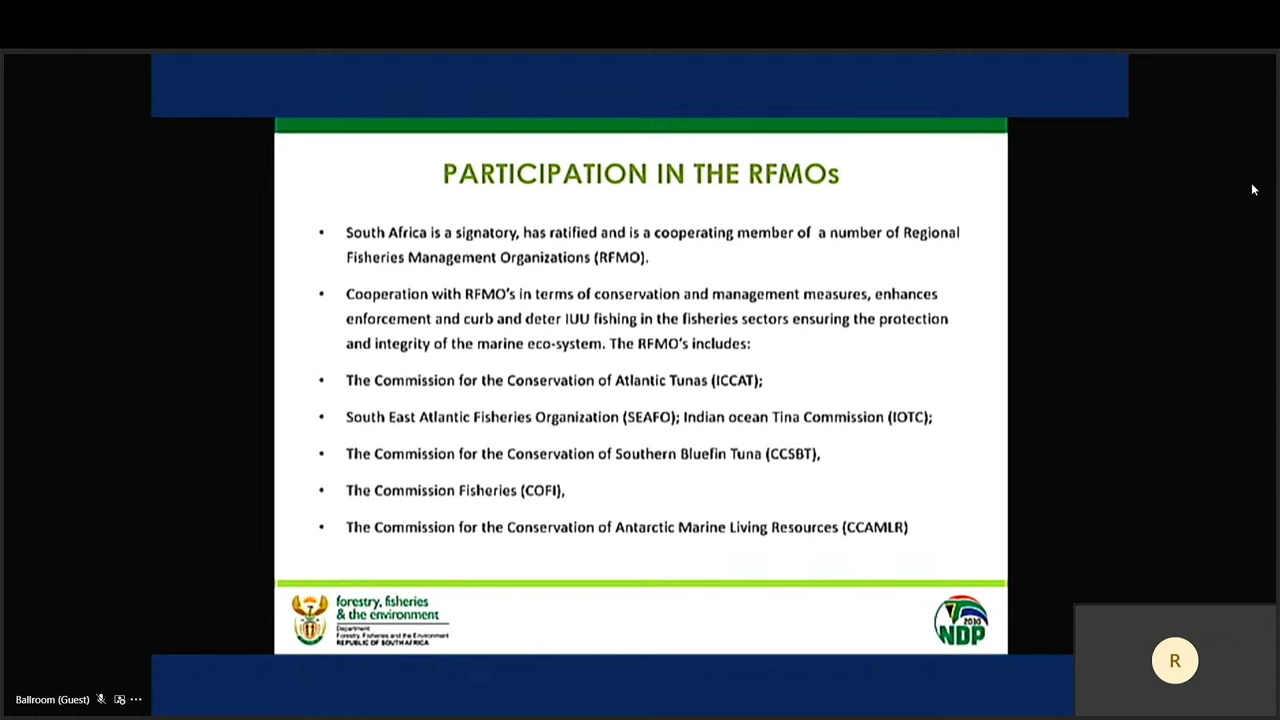 PARTICIPATION IN THE RFMOs
• South Africa is a signatory, has ratified and is a cooperating member of a number of Regional
Fisheries Management Organizations (RFMO).
• Cooperation with RFMO's in terms of conservation and management measures, enhances
enforcement and curb and deter IUU fishing in the fisheries sectors ensuring the protection
and integrity of the marine eco-system. The RFMO's includes:
• The Commission for the Conservation of Atlantic Tunas (ICCAT);
• South East Atlantic Fisheries Organization (SEAFO); Indian ocean Tina Commission (IOTC);
• The Commission for the Conservation of Southern Bluefin Tuna (CCSBT),
• The Commission Fisheries (COFI),
• The Commission for the Conservation of Antarctic Marine Living Resources (CCAMLR)
forestry, fisheries
& the environment
Department:
Forestry, Fisheries and the Environment
REPUBLIC OF SOUTH AFRICA
2030
NDP
R
Ballroom (Guest)